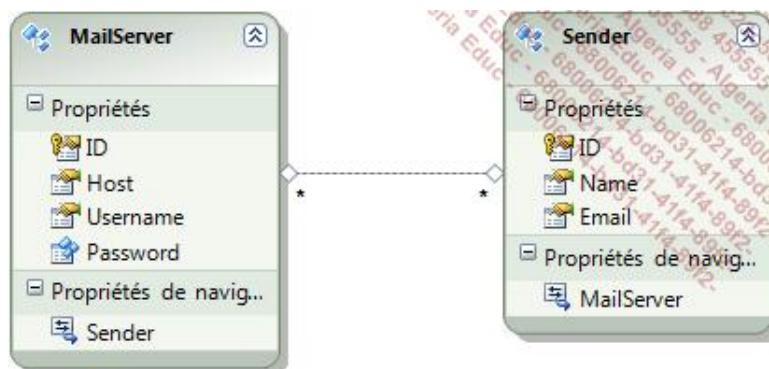 MailServer
Propriétés
ID
Host
Username
Password
Propriétés de navig...
Sender
*
*
Sender
Propriétés
ID
Name
Email
Propriétés de navig...
MailServer